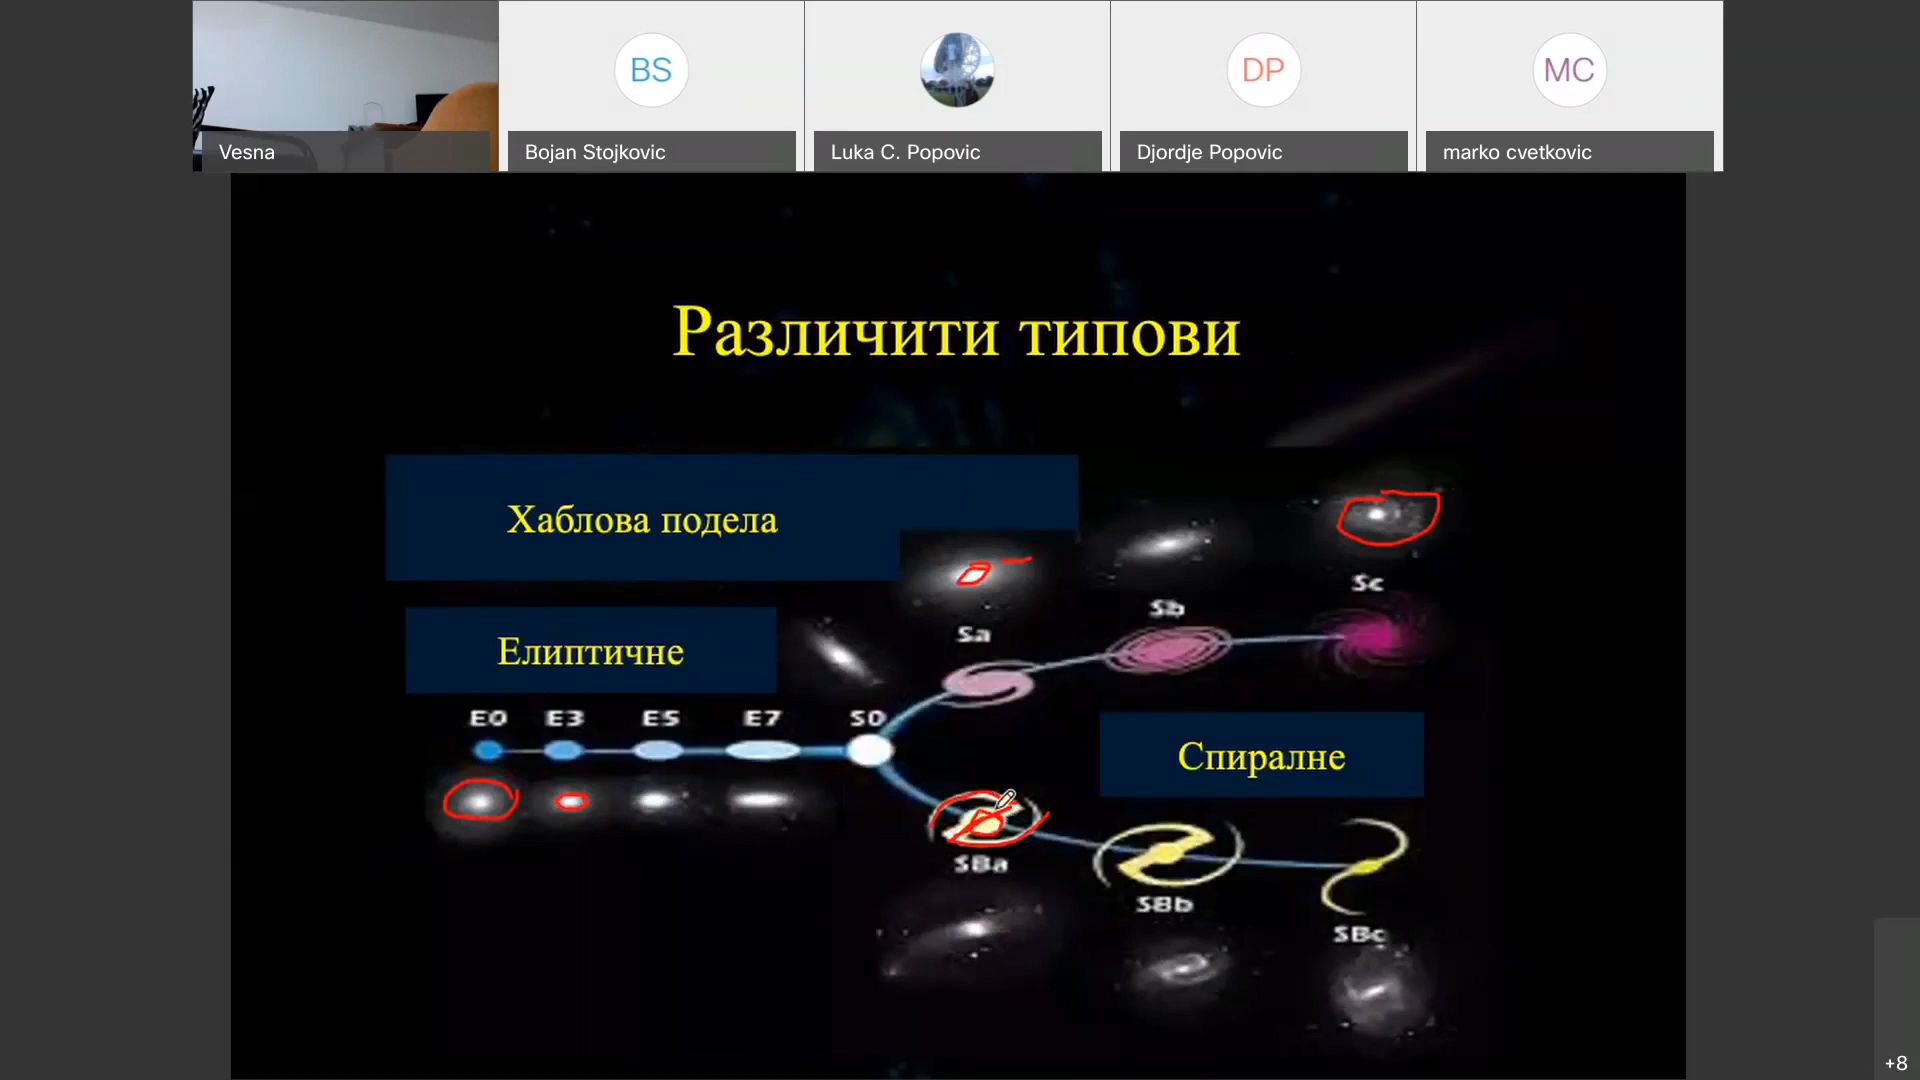 BS
DP
MC
Vesna
Bojan Stojkovic
Luka C. Popovic
Djordje Popovic
marko cvetkovic
Различити типови
Хаблова подела
Sc
Sb
Sa
Елиптичне
E0 E3 E5 E7 S0
Спиралне
SBa
SBb
SBc
+8